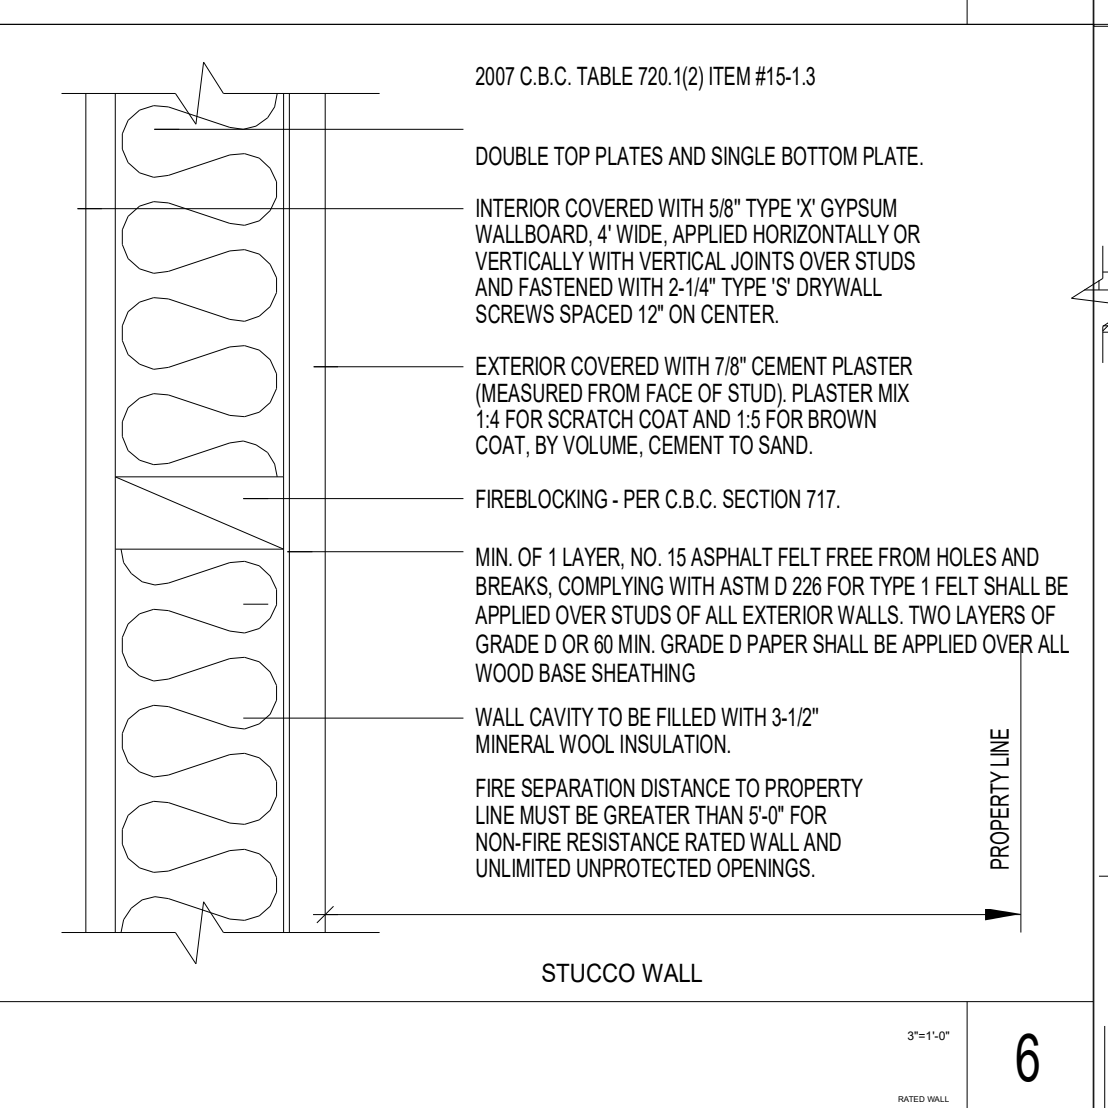 2007 C.B.C. TABLE 720.1(2) ITEM #15-1.3
DOUBLE TOP PLATES AND SINGLE BOTTOM PLATE.
INTERIOR COVERED WITH 5/8" TYPE 'X' GYPSUM
WALLBOARD, 4' WIDE, APPLIED HORIZONTALLY OR
VERTICALLY WITH VERTICAL JOINTS OVER STUDS
AND FASTENED WITH 2-1/4" TYPE 'S' DRYWALL
SCREWS SPACED 12" ON CENTER.
EXTERIOR COVERED WITH 7/8" CEMENT PLASTER
(MEASURED FROM FACE OF STUD). PLASTER MIX
1:4 FOR SCRATCH COAT AND 1:5 FOR BROWN
COAT, BY VOLUME, CEMENT TO SAND.
FIREBLOCKING - PER C.B.C. SECTION 717.
MIN. OF 1 LAYER, NO. 15 ASPHALT FELT FREE FROM HOLES AND
BREAKS, COMPLYING WITH ASTM D 226 FOR TYPE 1 FELT SHALL BE
APPLIED OVER STUDS OF ALL EXTERIOR WALLS. TWO LAYERS OF
GRADE D OR 60 MIN. GRADE D PAPER SHALL BE APPLIED OVER ALL
WOOD BASE SHEATHING
WALL CAVITY TO BE FILLED WITH 3-1/2"
MINERAL WOOL INSULATION.
FIRE SEPARATION DISTANCE TO PROPERTY
LINE MUST BE GREATER THAN 5'-0" FOR
NON-FIRE RESISTANCE RATED WALL AND
UNLIMITED UNPROTECTED OPENINGS.
PROPERTY LINE
STUCCO WALL
3"=1'-0"
6
RATED WALL